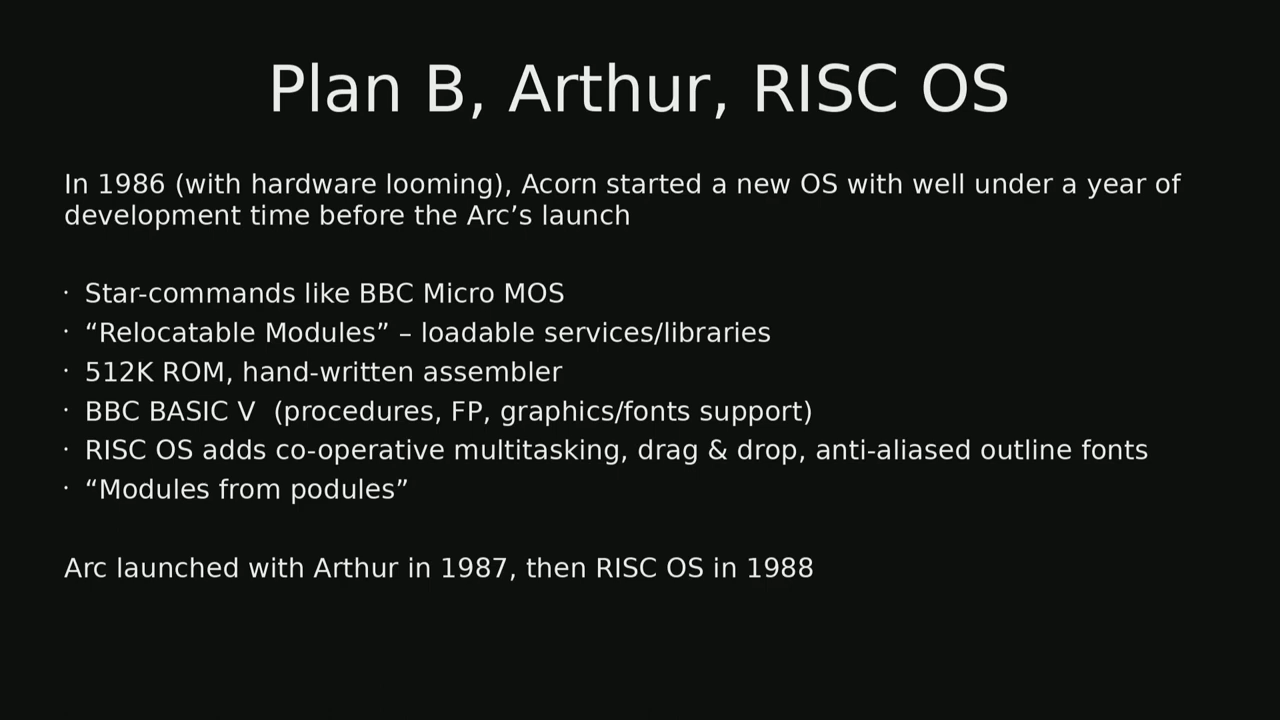 Plan B, Arthur, RISC OS
In 1986 (with hardware looming), Acorn started a new OS with well under a year of
development time before the Arc’s launch
· Star-commands like BBC Micro MOS
· “Relocatable Modules” – loadable services/libraries
· 512K ROM, hand-written assembler
· BBC BASIC V  (procedures, FP, graphics/fonts support)
· RISC OS adds co-operative multitasking, drag & drop, anti-aliased outline fonts
· “Modules from podules”
Arc launched with Arthur in 1987, then RISC OS in 1988